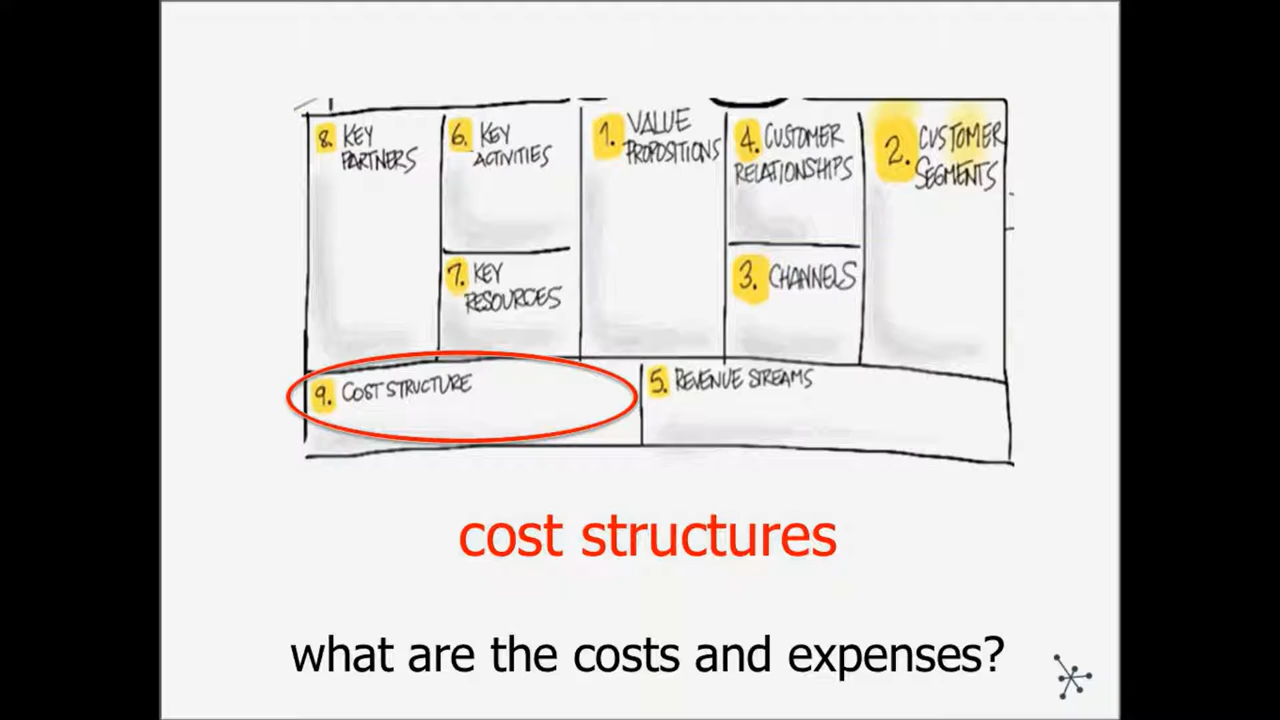 8. KEY
PARTNERS
6. KEY
ACTIVITIES
7. KEY
RESOURCES
1. VALUE
PROPOSITIONS
4. CUSTOMER
RELATIONSHIPS
3. CHANNELS
2. CUSTOMER
SEGMENTS
9. COST STRUCTURE
5. REVENUE STREAMS
cost structures
what are the costs and expenses?